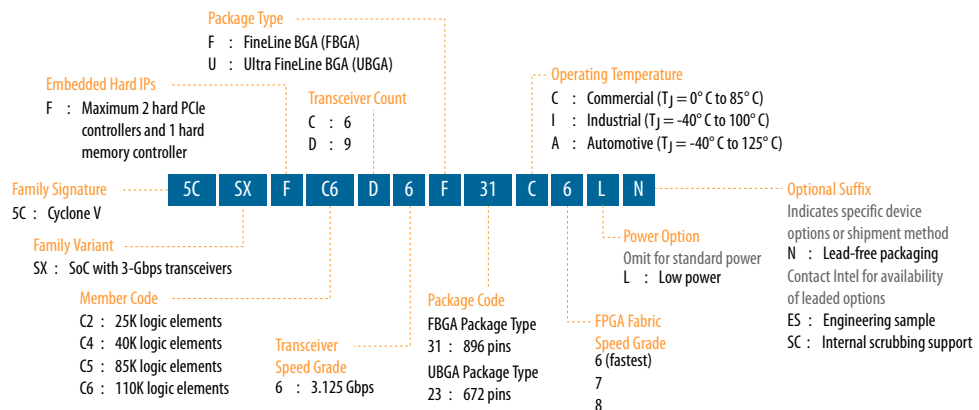 Package Type
F : FineLine BGA (FBGA)
U : Ultra FineLine BGA (UBGA)
Embedded Hard IPs
F : Maximum 2 hard PCIe
controllers and 1 hard
memory controller
Transceiver Count
C : 6
D : 9
Operating Temperature
C : Commercial (TJ = 0° C to 85° C)
I : Industrial (TJ = -40° C to 100° C)
A : Automotive (TJ = -40° C to 125° C)
5C SX F C6 D 6 F 31 C 6 L N
Family Signature
5C : Cyclone V
Family Variant
SX : SoC with 3-Gbps transceivers
Member Code
C2 : 25K logic elements
C4 : 40K logic elements
C5 : 85K logic elements
C6 : 110K logic elements
Transceiver
Speed Grade
6 : 3.125 Gbps
Package Code
FBGA Package Type
31 : 896 pins
UBGA Package Type
23 : 672 pins
FPGA Fabric
Speed Grade
6 (fastest)
7
8
Power Option
Omit for standard power
L : Low power
Optional Suffix
Indicates specific device
options or shipment method
N : Lead-free packaging
Contact Intel for availability
of leaded options
ES : Engineering sample
SC : Internal scrubbing support